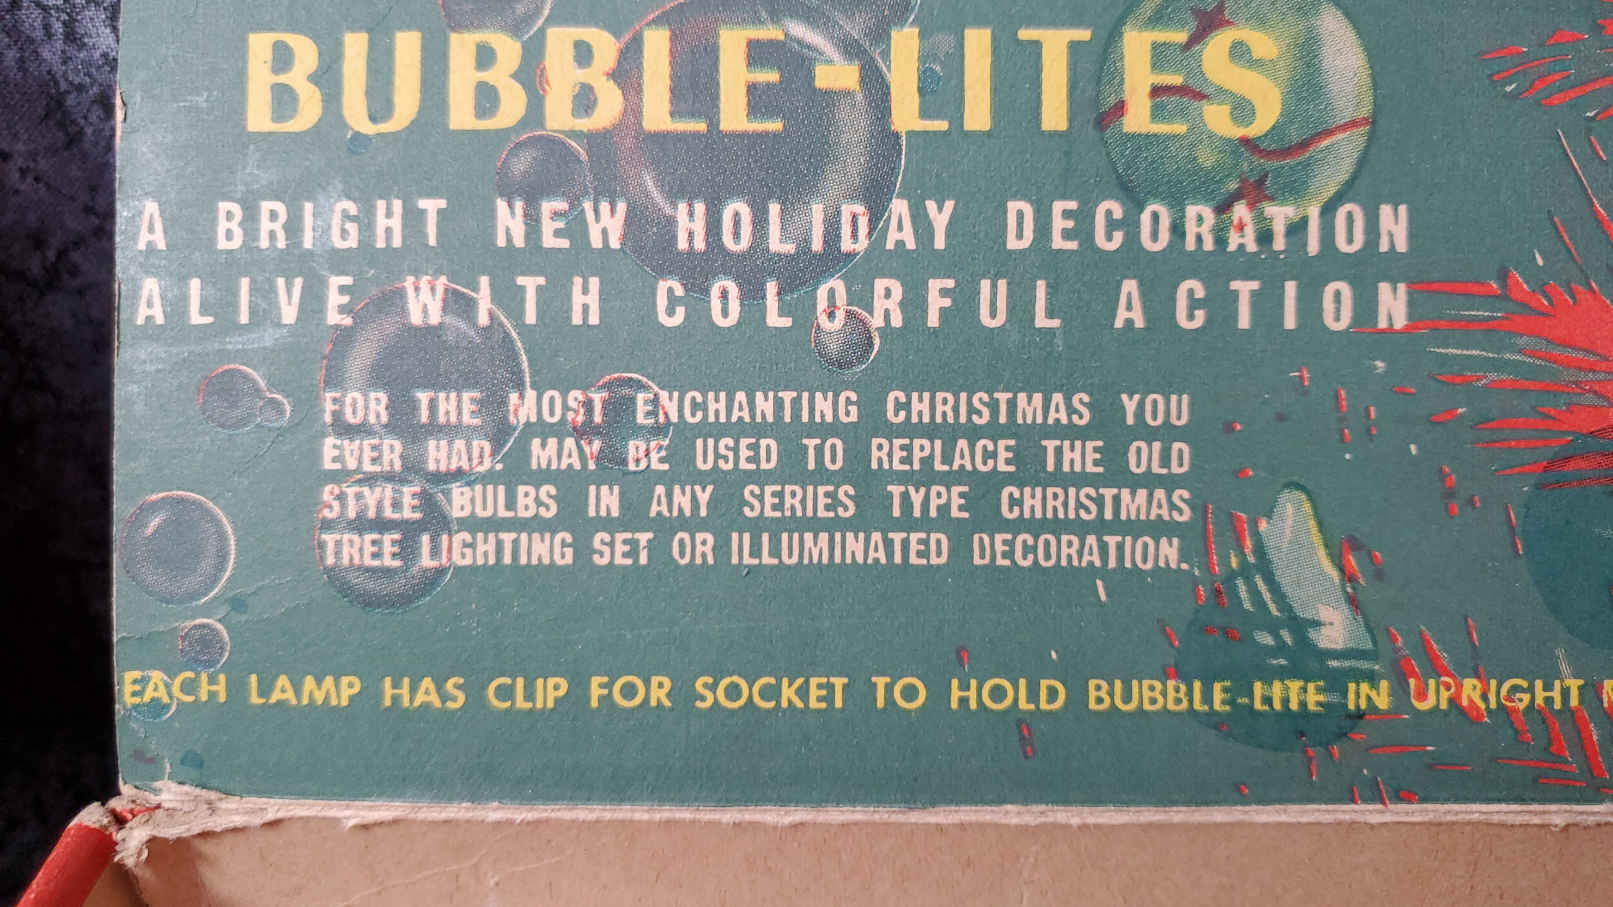 BUBBLE-LITES
A BRIGHT NEW HOLIDAY DECORATION
ALIVE WITH COLORFUL ACTION
FOR THE MOST ENCHANTING CHRISTMAS YOU
EVER HAD. MAY BE USED TO REPLACE THE OLD
STYLE BULBS IN ANY SERIES TYPE CHRISTMAS
TREE LIGHTING SET OR ILLUMINATED DECORATION.
EACH LAMP HAS CLIP FOR SOCKET TO HOLD BUBBLE-LITE IN UPRIGHT